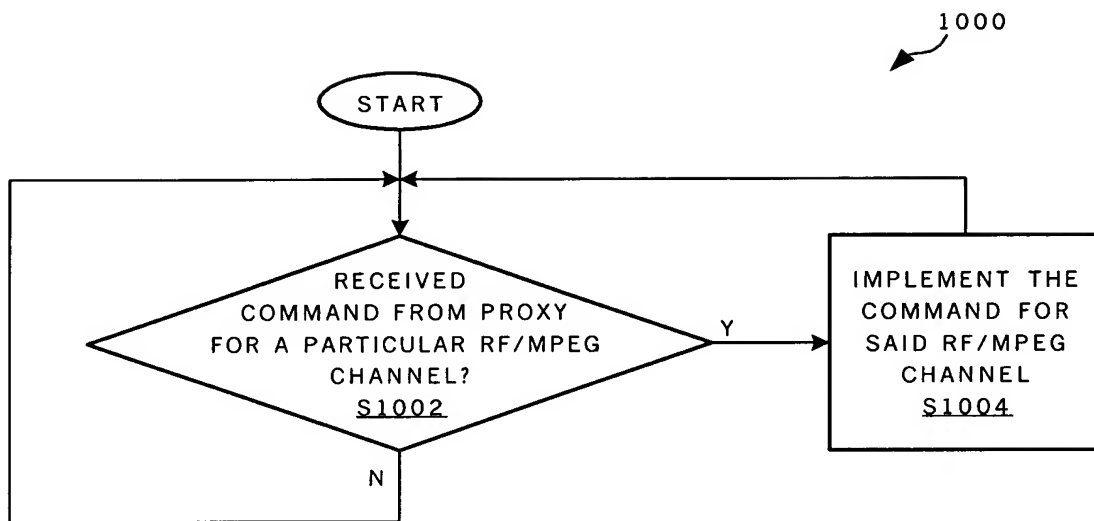 1000
START
RECEIVED
COMMAND FROM PROXY
FOR A PARTICULAR RF/MPEG
CHANNEL?
S1002
Y
IMPLEMENT THE
COMMAND FOR
SAID RF/MPEG
CHANNEL
S1004
N